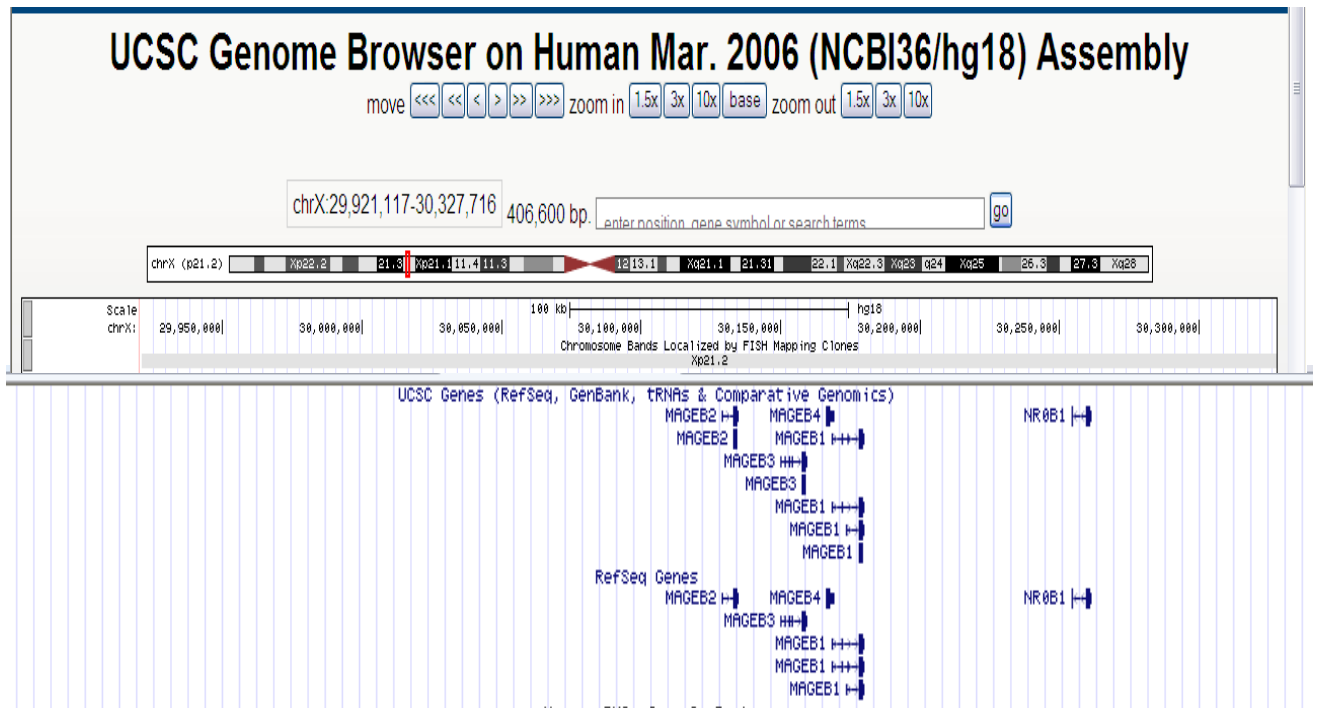 UCSC Genome Browser on Human Mar. 2006 (NCBI36/hg18) Assembly
move <<< << < > >> >>> zoom in 1.5x 3x 10x base zoom out 1.5x 3x 10x
chrX:29,921,117-30,327,716 406,600 bp. enter position, gene symbol or search terms go
chrX (p21.2) Xp22.2 21.3 Xp21.1 11.4 11.3 12 13.1 Xq21.1 21.31 22.1 Xq22.3 Xq23 q24 Xq25 26.3 27.3 Xq28
Scale 100 kb hg18
chrX: 29,950,000 30,000,000 30,050,000 30,100,000 30,150,000 30,200,000 30,250,000 30,300,000
Chromosome Bands Localized by FISH Mapping Clones
Xp21.2
UCSC Genes (RefSeq, GenBank, tRNAs & Comparative Genomics)
MAGEB2 MAGEB4 NR0B1
MAGEB2 MAGEB1
MAGEB3
MAGEB3
MAGEB1
MAGEB1
MAGEB1
RefSeq Genes
MAGEB2 MAGEB4 NR0B1
MAGEB3
MAGEB1
MAGEB1
MAGEB1